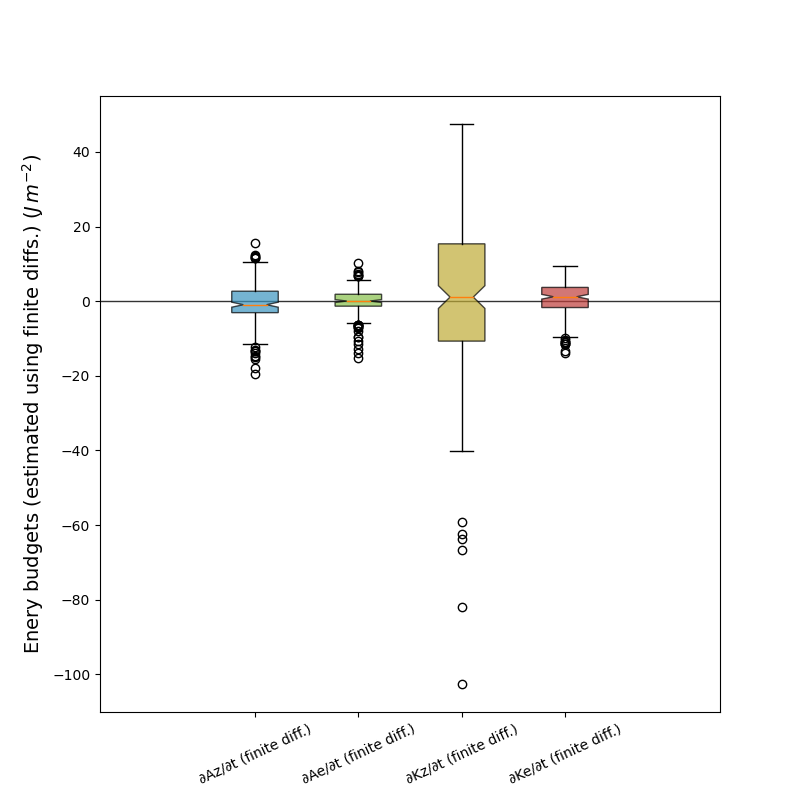 Enery budgets (estimated using finite diffs.) (J m⁻²)
40
20
0
−20
−40
−60
−80
−100
∂Az/∂t (finite diff.)
∂Ae/∂t (finite diff.)
∂Kz/∂t (finite diff.)
∂Ke/∂t (finite diff.)